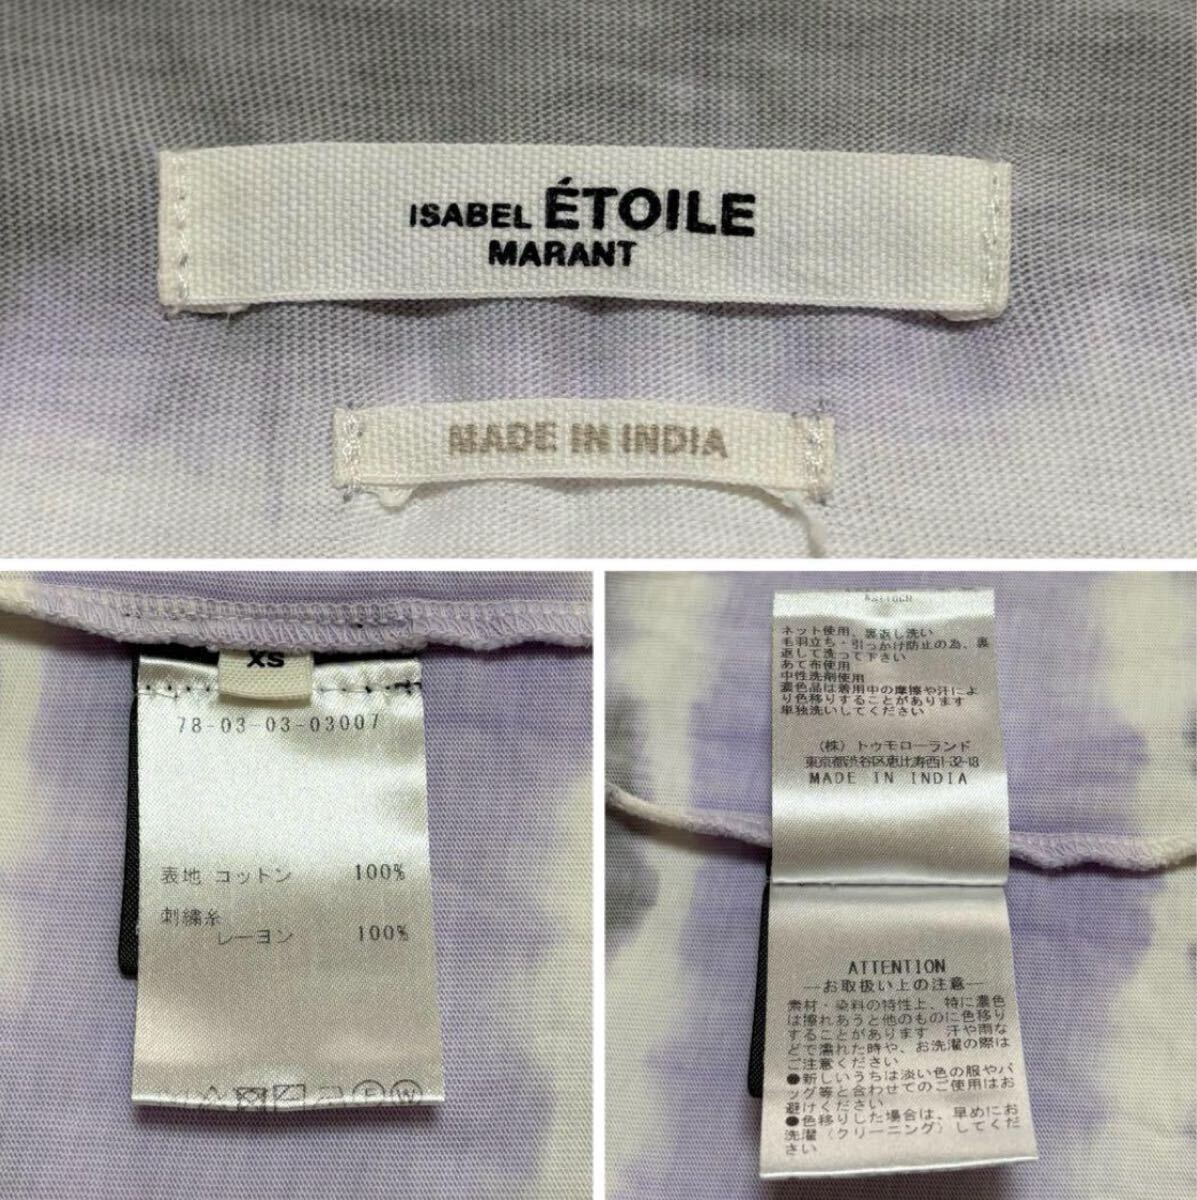 ISABEL ÉTOILE
MARANT
MADE IN INDIA
XS
78-03-03-03007
表地 コットン 100%
刺繍糸
レーヨン 100%
ネット使用、裏返し洗い
毛羽立ち・引っかけ防止の為、裏
返して洗って下さい
あて布使用
中性洗剤使用
濃色品は着用中の摩擦や汗によ
り色移りすることがあります
単独洗いしてください
(株)トゥモローランド
東京都渋谷区恵比寿西1-32-18
MADE IN INDIA
ATTENTION
―お取扱い上の注意―
素材・染料の特性上、特に濃色
は擦れあうと他のものに色移り
することがあります 汗や雨な
どで濡れた時や、お洗濯の際は
ご注意ください
●新しいうちは淡い色の服やバ
ッグ等と合わせてのご使用はお
避けください
●色移りした場合は、早めにお
洗濯(クリーニング)してくだ
さい